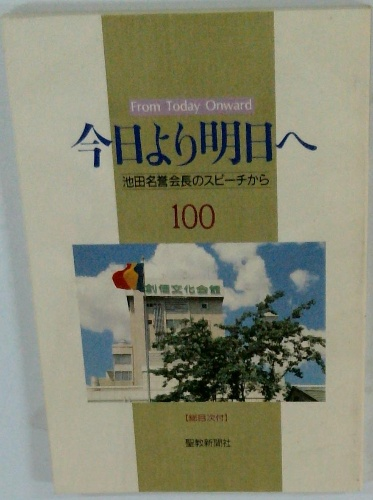 From Today Onward
今日より明日へ
池田名誉会長のスピーチから
100
創価文化会館
【総目次付】
聖教新聞社